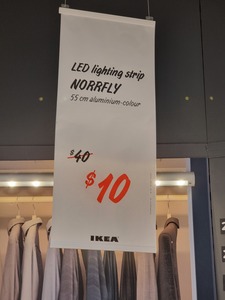 LED lighting strip
NORRFLY
55 cm aluminium-colour
$40
$10
IKEA